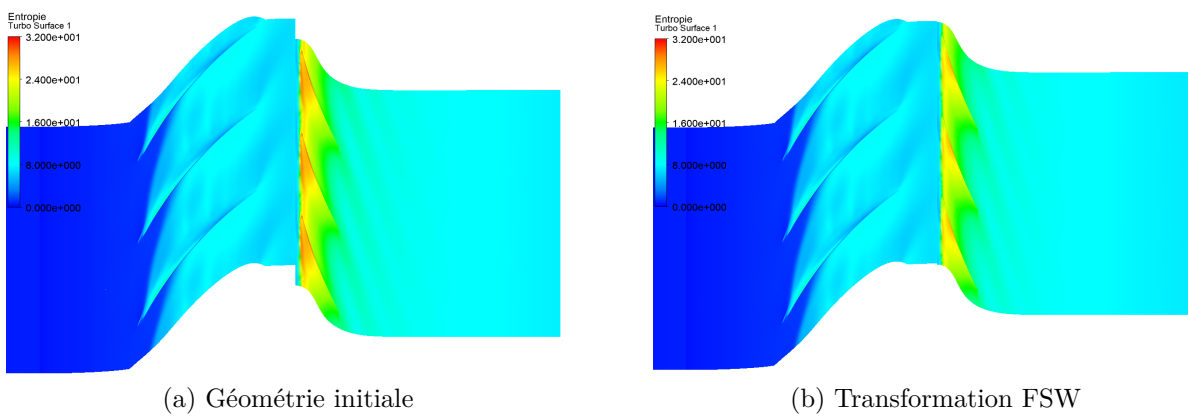 Entropie
Turbo Surface 1
3.200e+001
2.400e+001
1.600e+001
8.000e+000
0.000e+000
(a) Géométrie initiale
Entropie
Turbo Surface 1
3.200e+001
2.400e+001
1.600e+001
8.000e+000
0.000e+000
(b) Transformation FSW